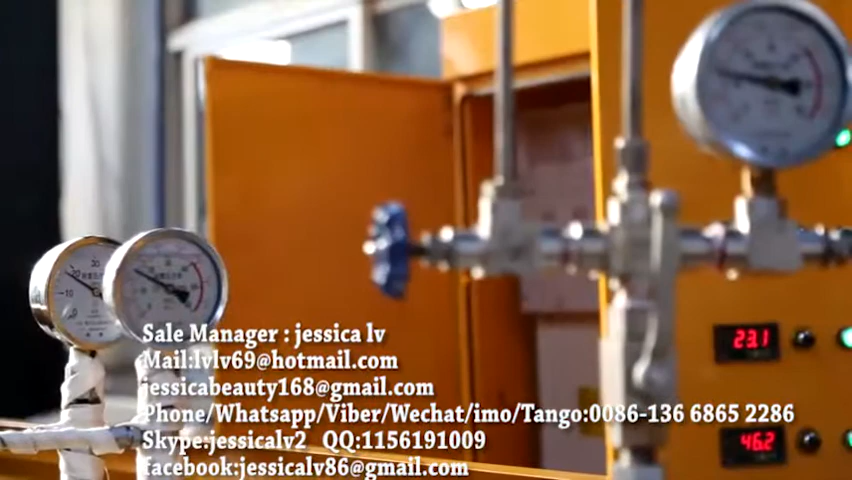 Sale Manager : jessica lv
Mail:lvlv69@hotmail.com
jessicabeauty168@gmail.com
Phone/Whatsapp/Viber/Wechat/imo/Tango:0086-136 6865 2286
Skype:jessicalv2 QQ:1156191009
facebook:jessicalv86@gmail.com
23.1
46.2